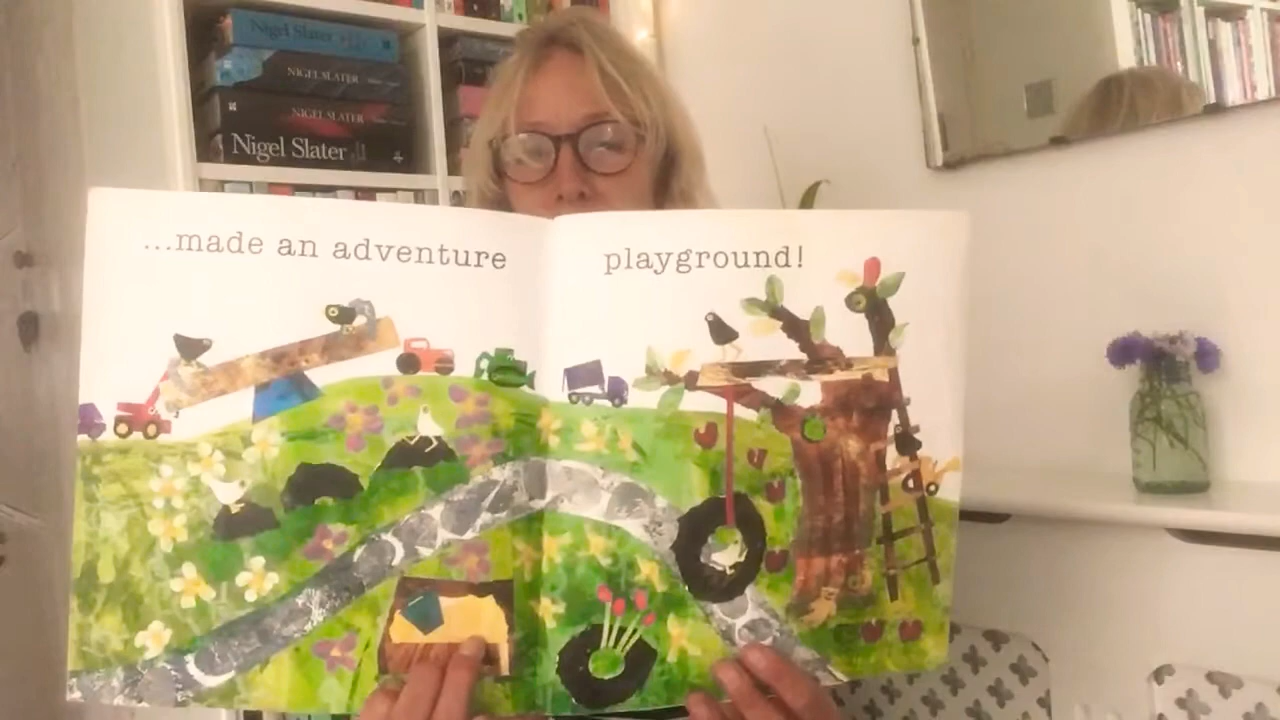 Nigel Slater
NIGEL SLATER
NIGEL SLATER
Nigel Slater
...made an adventure playground!